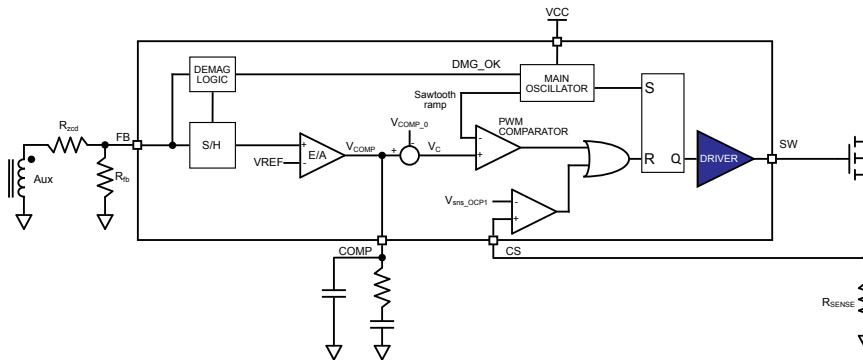 VCC
DEMAG
LOGIC
DMG_OK
MAIN
OSCILLATOR
Sawtooth
ramp
S
Rzcd
FB
VCOMP_0
PWM
COMPARATOR
SW
S/H
+
VCOMP
-
-
E/A
+
VC
+
VREF
-
R
Q
DRIVER
Aux
Rfb
Vsns_OCP1
-
+
COMP
CS
RSENSE